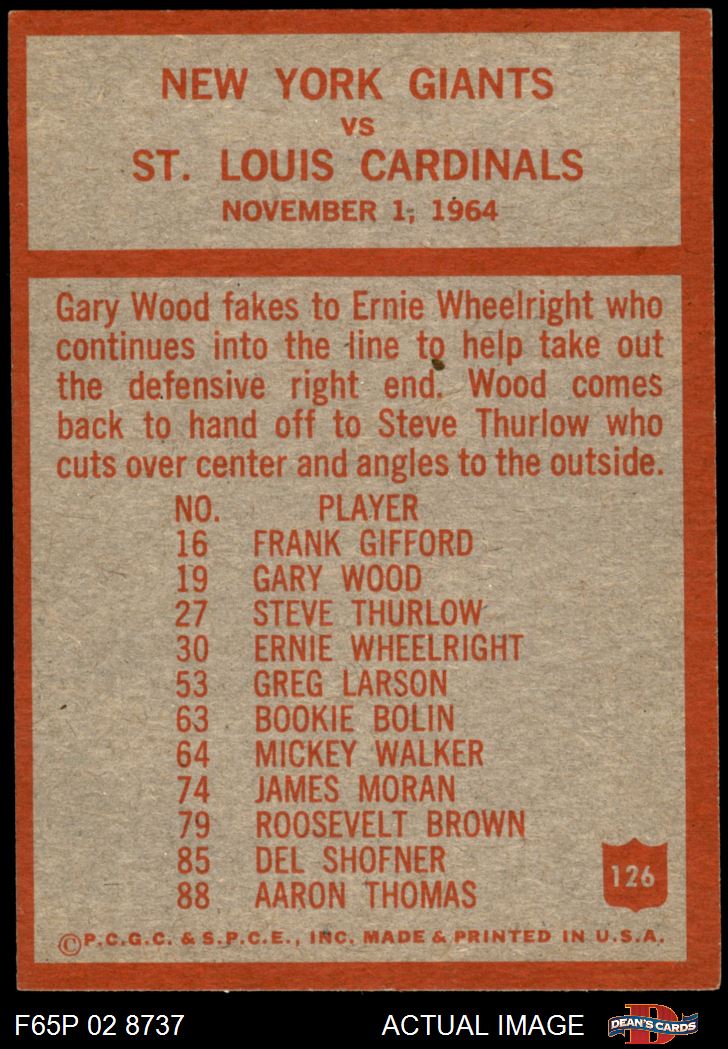 NEW YORK GIANTS
VS
ST. LOUIS CARDINALS
NOVEMBER 1, 1964
Gary Wood fakes to Ernie Wheelright who
continues into the line to help take out
the defensive right end. Wood comes
back to hand off to Steve Thurlow who
cuts over center and angles to the outside.
NO. PLAYER
16 FRANK GIFFORD
19 GARY WOOD
27 STEVE THURLOW
30 ERNIE WHEELRIGHT
53 GREG LARSON
63 BOOKIE BOLIN
64 MICKEY WALKER
74 JAMES MORAN
79 ROOSEVELT BROWN
85 DEL SHOFNER
88 AARON THOMAS
126
©P.C.G.C. & S.P.C.E., INC. MADE & PRINTED IN U.S.A.
F65P 02 8737 ACTUAL IMAGE D DEAN'S CARDS